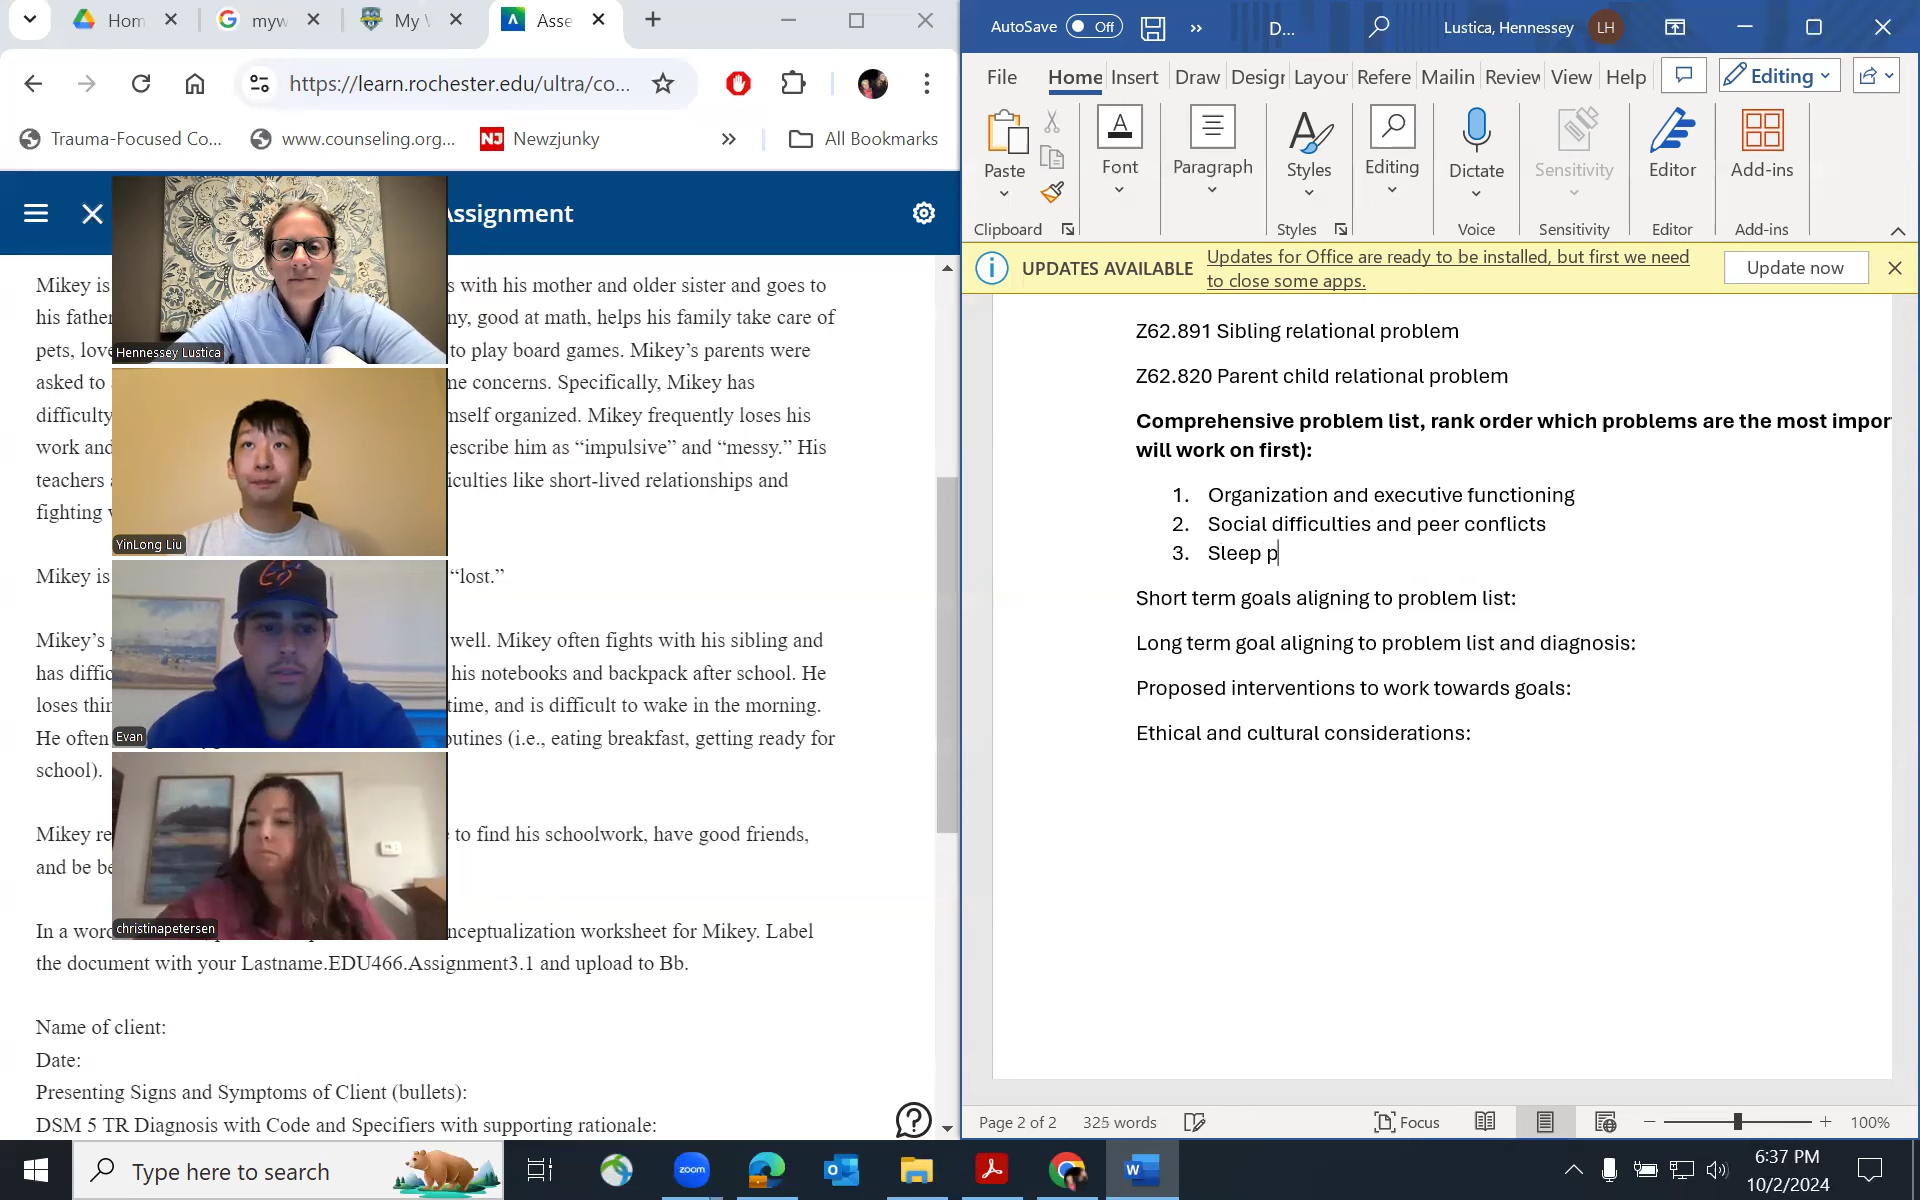 Hom
myw
My
Asse
https://learn.rochester.edu/ultra/co...
Trauma-Focused Co...
www.counseling.org...
NJ Newzjunky
All Bookmarks
Assignment
Mikey is
s with his mother and older sister and goes to
his father
ny, good at math, helps his family take care of
pets, love
to play board games. Mikey’s parents were
asked to
me concerns. Specifically, Mikey has
difficulty
mself organized. Mikey frequently loses his
work and
describe him as “impulsive” and “messy.” His
teachers
iculties like short-lived relationships and
fighting
Mikey is
“lost.”
Mikey’s
well. Mikey often fights with his sibling and
has diffic
his notebooks and backpack after school. He
loses thin
time, and is difficult to wake in the morning.
He often
outines (i.e., eating breakfast, getting ready for
school).
Mikey re
to find his schoolwork, have good friends,
and be be
In a word
nceptualization worksheet for Mikey. Label
the document with your Lastname.EDU466.Assignment3.1 and upload to Bb.
Name of client:
Date:
Presenting Signs and Symptoms of Client (bullets):
DSM 5 TR Diagnosis with Code and Specifiers with supporting rationale:
Hennessey Lustica
YinLong Liu
Evan
christinapetersen
AutoSave Off
D...
Lustica, Hennessey LH
File Home Insert Draw Design Layou Refere Mailin Review View Help
Editing
Paste
Font
Paragraph
Styles
Editing
Dictate
Sensitivity
Editor
Add-ins
Clipboard
Styles
Voice
Sensitivity
Editor
Add-ins
UPDATES AVAILABLE Updates for Office are ready to be installed, but first we need
to close some apps.
Update now
Z62.891 Sibling relational problem
Z62.820 Parent child relational problem
Comprehensive problem list, rank order which problems are the most impor
will work on first):
1. Organization and executive functioning
2. Social difficulties and peer conflicts
3. Sleep p
Short term goals aligning to problem list:
Long term goal aligning to problem list and diagnosis:
Proposed interventions to work towards goals:
Ethical and cultural considerations:
Page 2 of 2
325 words
Focus
100%
Type here to search
zoom
6:37 PM
10/2/2024